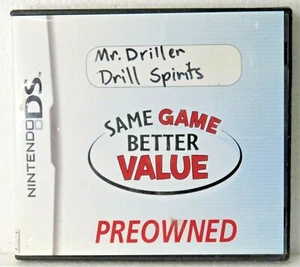 Mr. Driller
Drill Spirits
NINTENDO DS
SAME GAME
BETTER
VALUE
PREOWNED